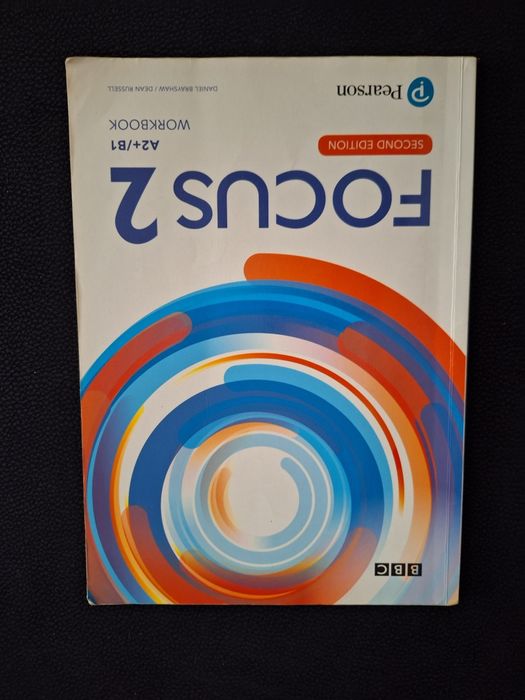 BBC
FOCUS 2
SECOND EDITION
A2+/B1
WORKBOOK
Pearson
DANIEL BRAYSHAW / DEAN RUSSELL